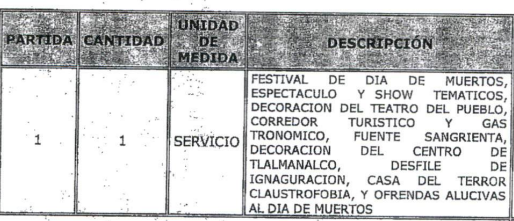 PARTIDA CANTIDAD UNIDAD DE MEDIDA DESCRIPCIÓN
1 1 SERVICIO
FESTIVAL DE DIA DE MUERTOS,
ESPECTACULO Y SHOW TEMATICOS,
DECORACION DEL TEATRO DEL PUEBLO,
CORREDOR TURISTICO Y GAS
TRONOMICO, FUENTE SANGRIENTA,
DECORACION DEL CENTRO DE
TLALMANALCO, DESFILE DE
IGNAGURACION, CASA DEL TERROR
CLAUSTROFOBIA, Y OFRENDAS ALUCIVAS
AL DIA DE MUERTOS